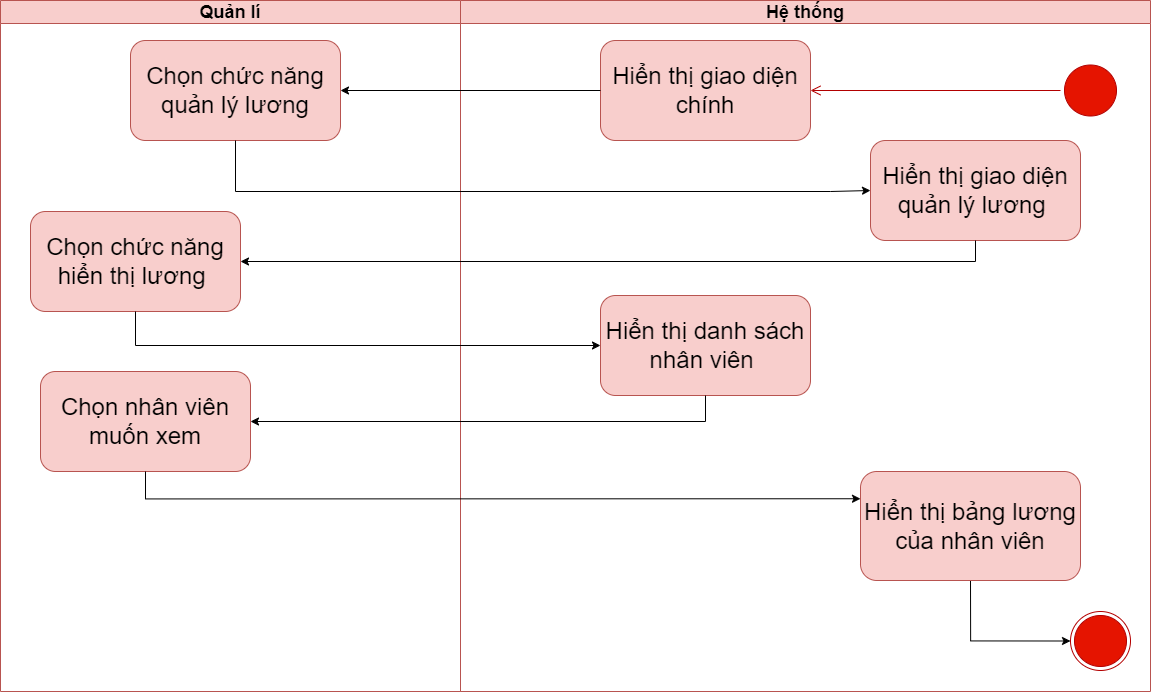 Quản lí
Hệ thống
Chọn chức năng
quản lý lương
Hiển thị giao diện
chính
Hiển thị giao diện
quản lý lương
Chọn chức năng
hiển thị lương
Hiển thị danh sách
nhân viên
Chọn nhân viên
muốn xem
Hiển thị bảng lương
của nhân viên